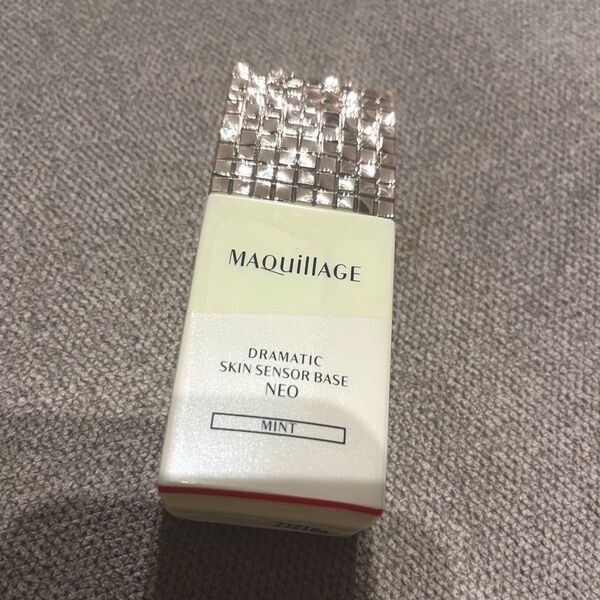 MAQuillAGE
DRAMATIC
SKIN SENSOR BASE
NEO
MINT